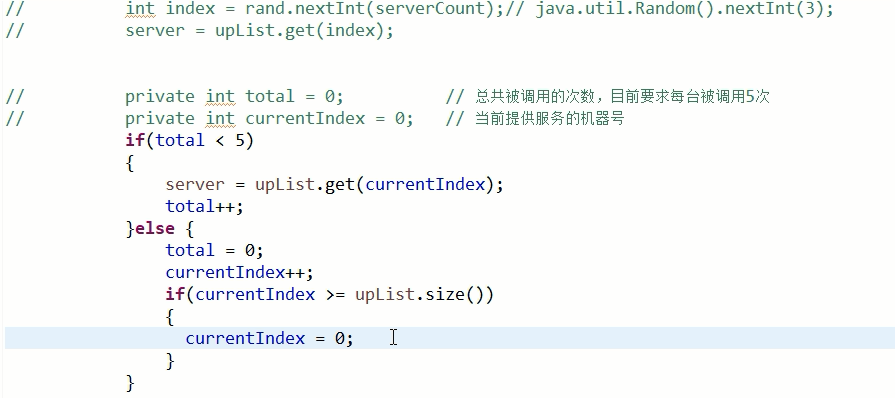 //          int index = rand.nextInt(serverCount);// java.util.Random().nextInt(3);
//          server = upList.get(index);
//          private int total = 0;          // 总共被调用的次数，目前要求每台被调用5次
//          private int currentIndex = 0;   // 当前提供服务的机器号
            if(total < 5)
            {
                server = upList.get(currentIndex);
                total++;
            }else {
                total = 0;
                currentIndex++;
                if(currentIndex >= upList.size())
                {
                  currentIndex = 0;
                }
            }